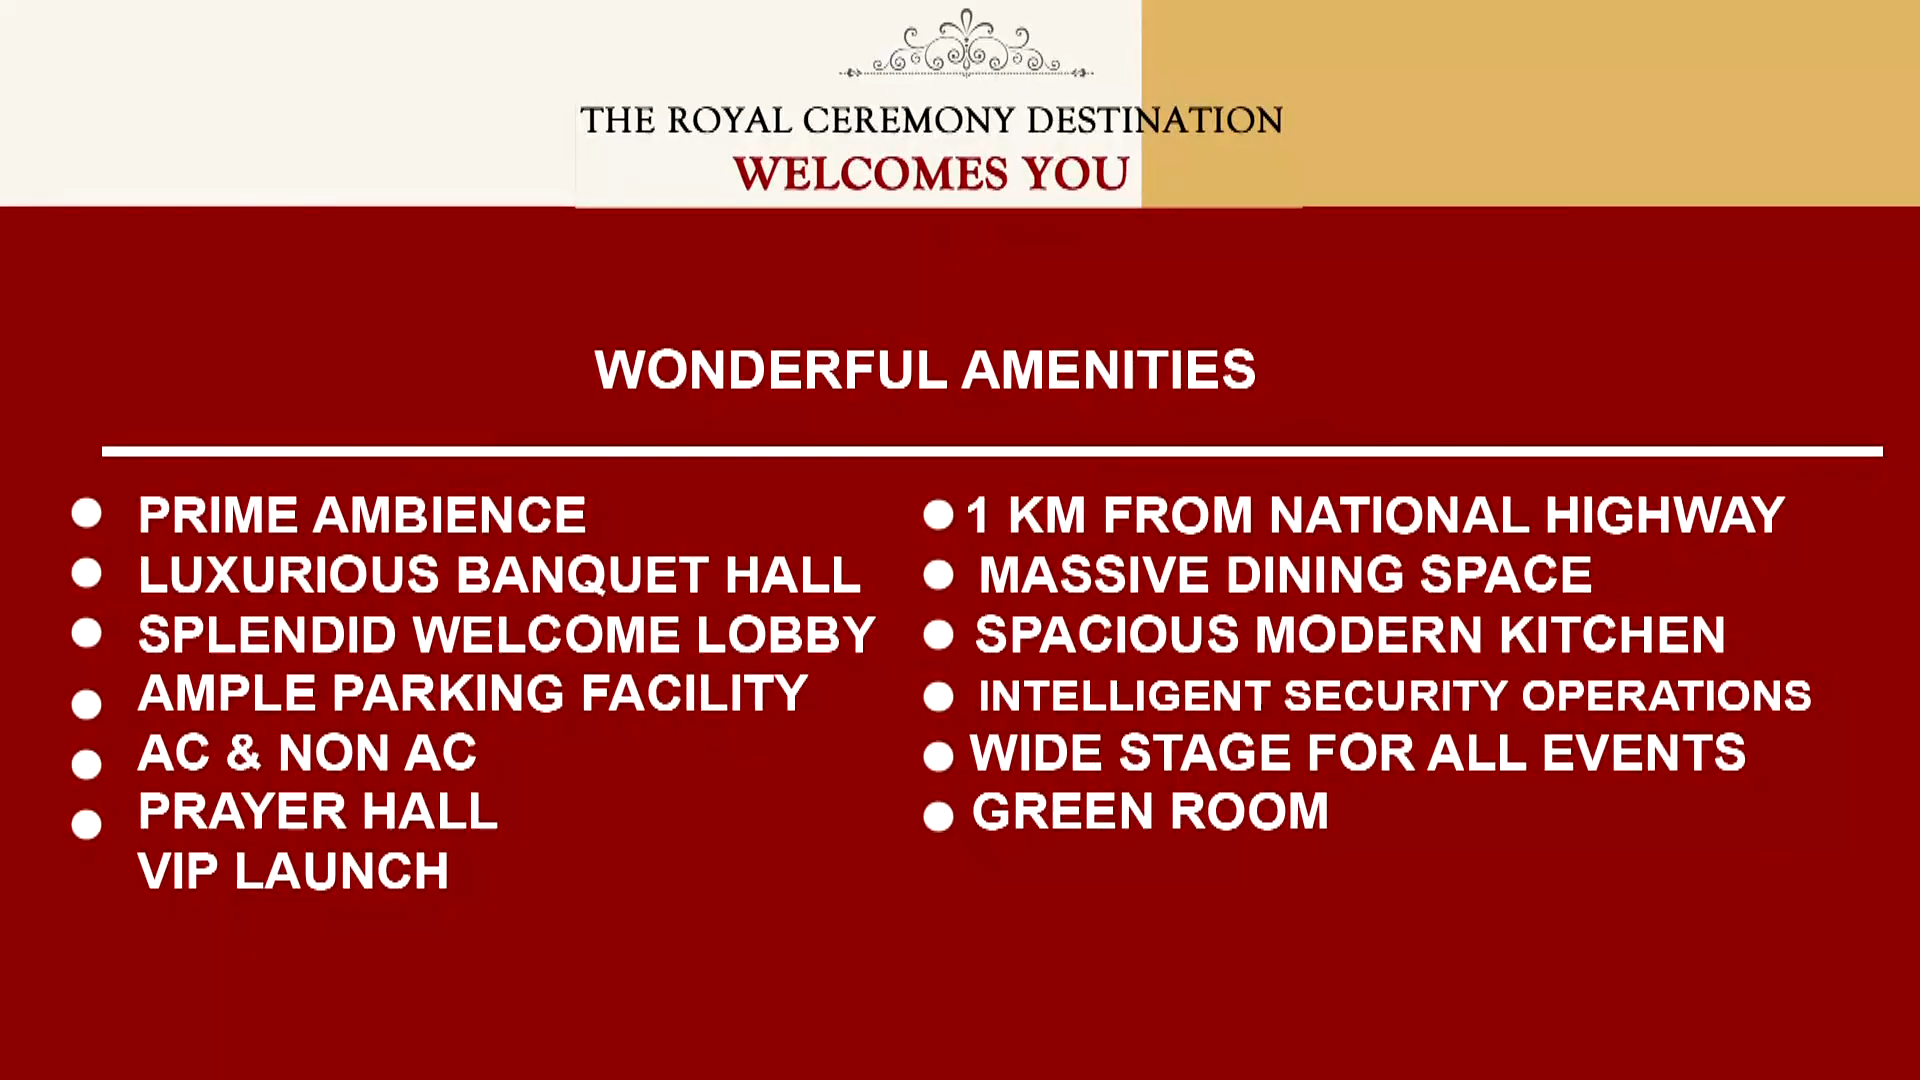 THE ROYAL CEREMONY DESTINATION
WELCOMES YOU
WONDERFUL AMENITIES
PRIME AMBIENCE
LUXURIOUS BANQUET HALL
SPLENDID WELCOME LOBBY
AMPLE PARKING FACILITY
AC & NON AC
PRAYER HALL
VIP LAUNCH
1 KM FROM NATIONAL HIGHWAY
MASSIVE DINING SPACE
SPACIOUS MODERN KITCHEN
INTELLIGENT SECURITY OPERATIONS
WIDE STAGE FOR ALL EVENTS
GREEN ROOM